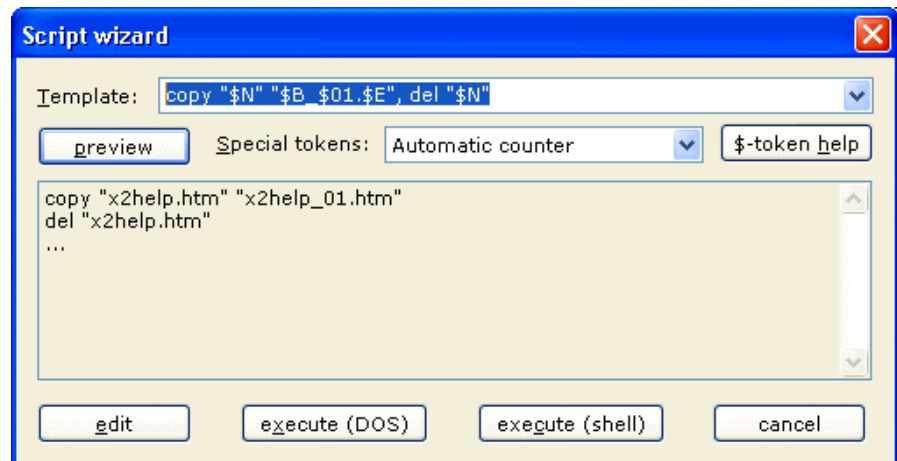 Script wizard
Template: copy "$N" "$B_$01.$E", del "$N"
preview Special tokens: Automatic counter $-token help
copy "x2help.htm" "x2help_01.htm"
del "x2help.htm"
...
edit execute (DOS) execute (shell) cancel